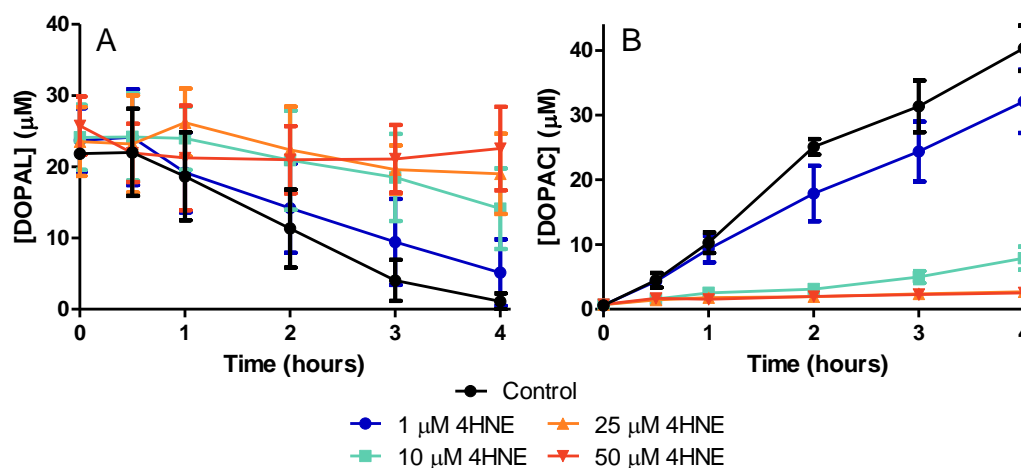 A
B
[DOPAL] (μM)
40
30
20
10
0
0 1 2 3 4
Time (hours)
[DOPAC] (μM)
40
30
20
10
0
0 1 2 3 4
Time (hours)
Control
1 μM 4HNE
25 μM 4HNE
10 μM 4HNE
50 μM 4HNE